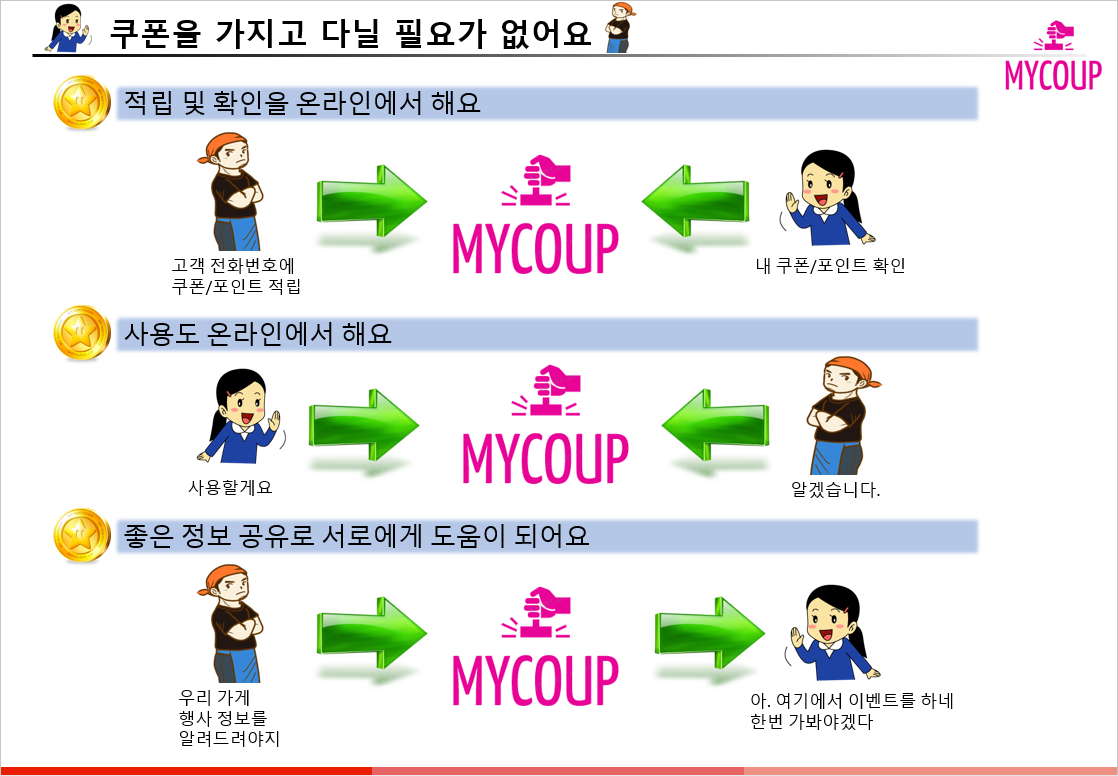 쿠폰을 가지고 다닐 필요가 없어요
MYCOUP
적립 및 확인을 온라인에서 해요
MYCOUP
고객 전화번호에
쿠폰/포인트 적립
내 쿠폰/포인트 확인
사용도 온라인에서 해요
MYCOUP
사용할게요
알겠습니다.
좋은 정보 공유로 서로에게 도움이 되어요
MYCOUP
우리 가게
행사 정보를
알려드려야지
아. 여기에서 이벤트를 하네
한번 가봐야겠다